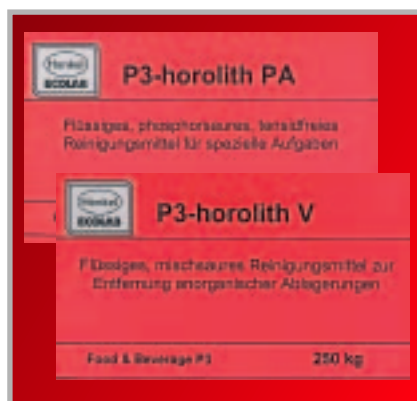 Henkel
ECOLAB
P3-horolith PA
Flüssiges, phosphorsaures, tensidfreies
Reinigungsmittel für spezielle Aufgaben
Henkel
ECOLAB
P3-horolith V
Flüssiges, mischsaures Reinigungsmittel zur
Entfernung anorganischer Ablagerungen
Food & Beverage P3
250 kg